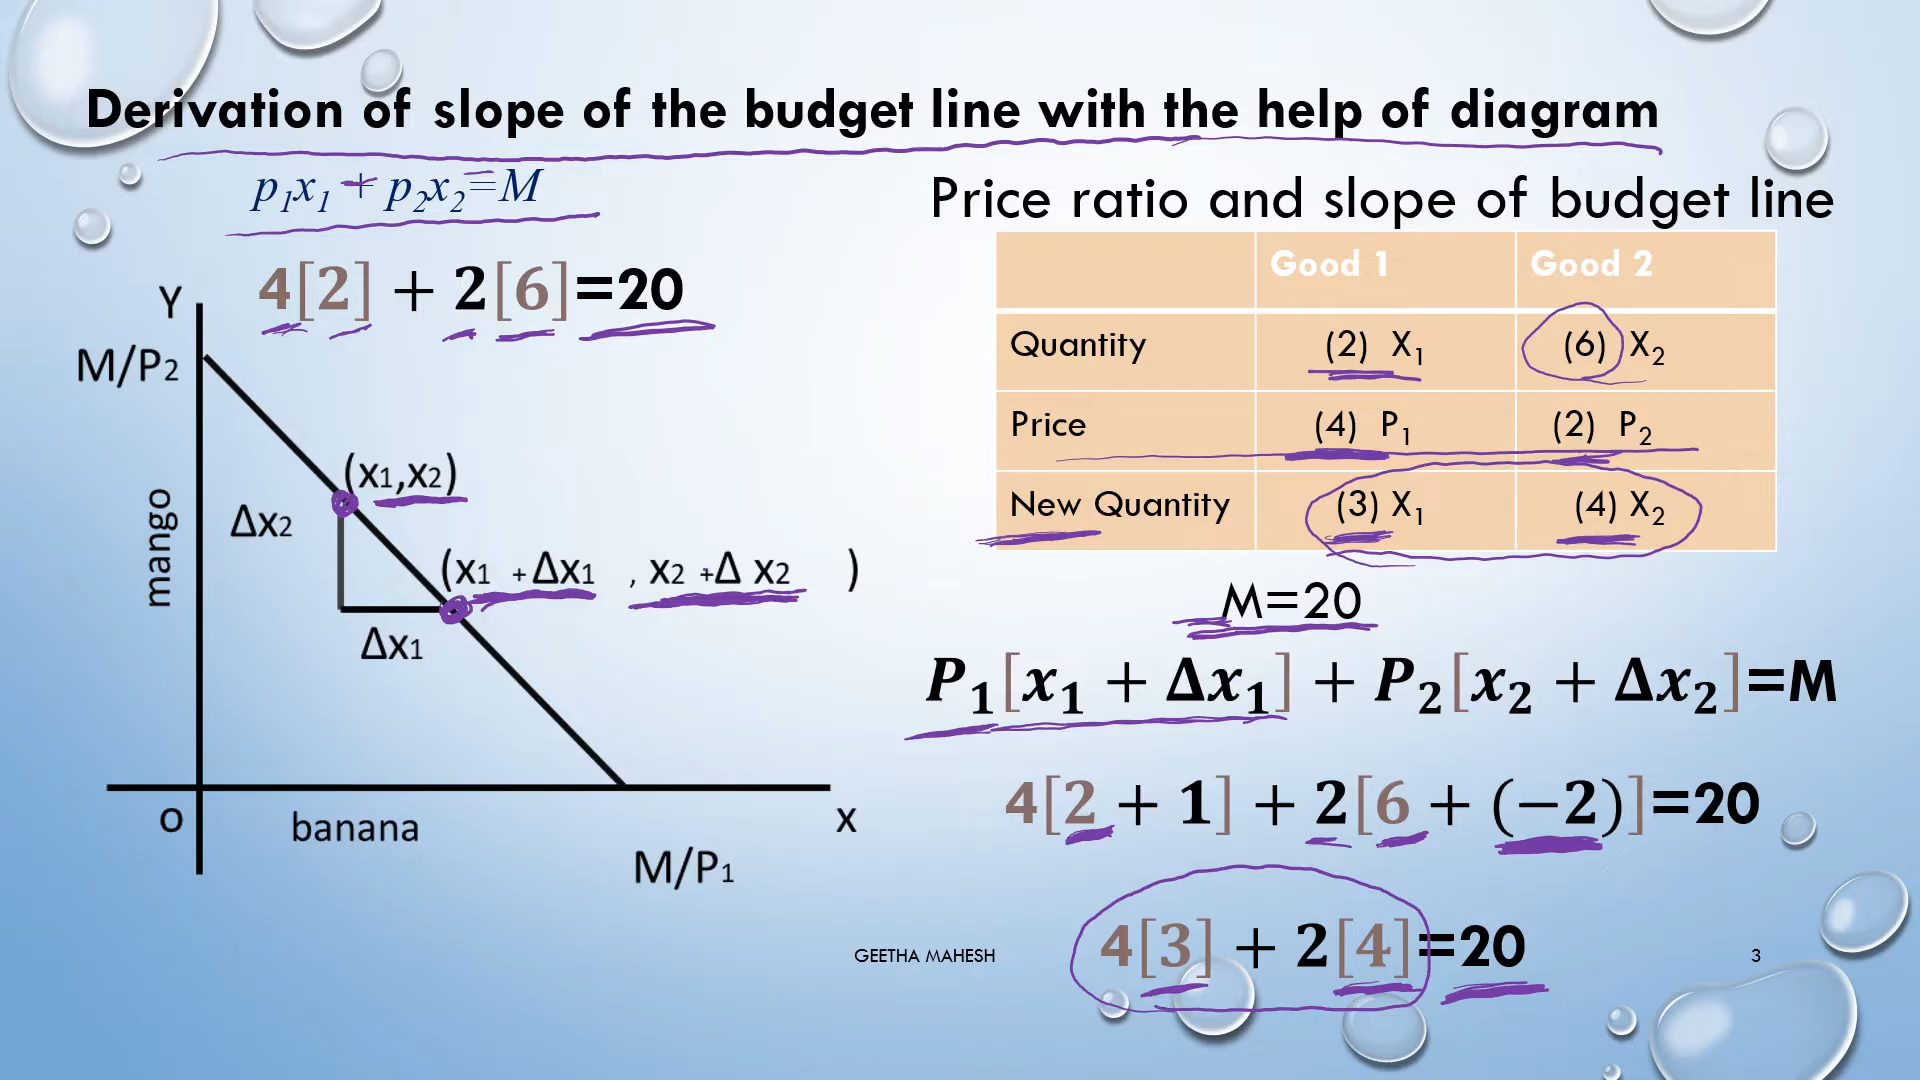 Derivation of slope of the budget line with the help of diagram
p₁x₁ + p₂x₂=M
4[2] + 2[6]=20
Y
M/P₂
mango
(x₁,x₂)
Δx₂
(x₁ +Δx₁ , x₂ +Δ x₂ )
Δx₁
O
banana
x
M/P₁
Price ratio and slope of budget line
Good 1 Good 2
Quantity (2) X₁ (6) X₂
Price (4) P₁ (2) P₂
New Quantity (3) X₁ (4) X₂
M=20
P₁[x₁ + Δx₁] + P₂[x₂ + Δx₂]=M
4[2 + 1] + 2[6 + (−2)]=20
4[3] + 2[4]=20
GEETHA MAHESH
3